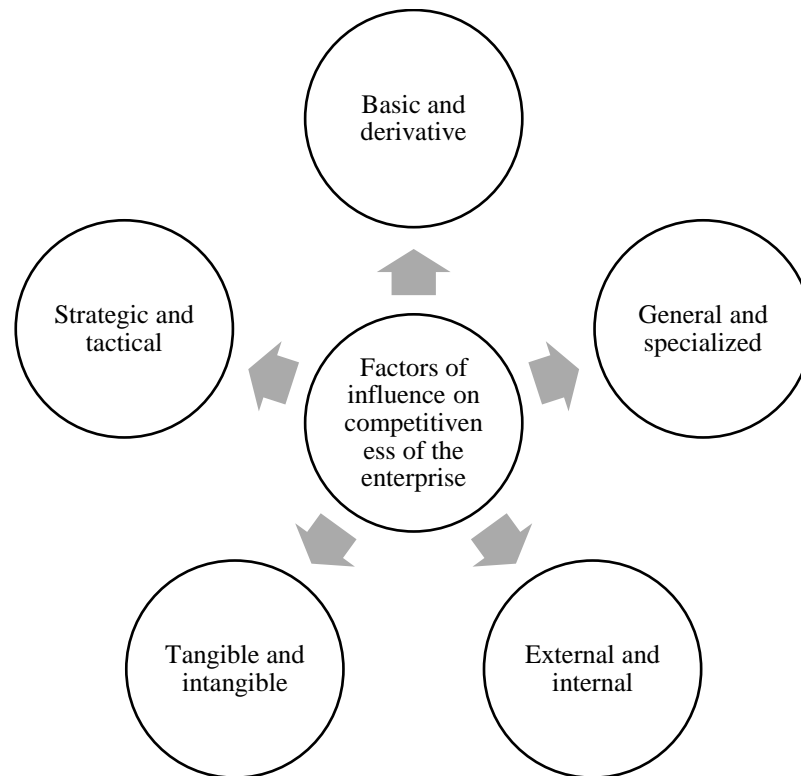 Basic and
derivative
Strategic and
tactical
General and
specialized
Factors of
influence on
competitiven
ess of the
enterprise
Tangible and
intangible
External and
internal